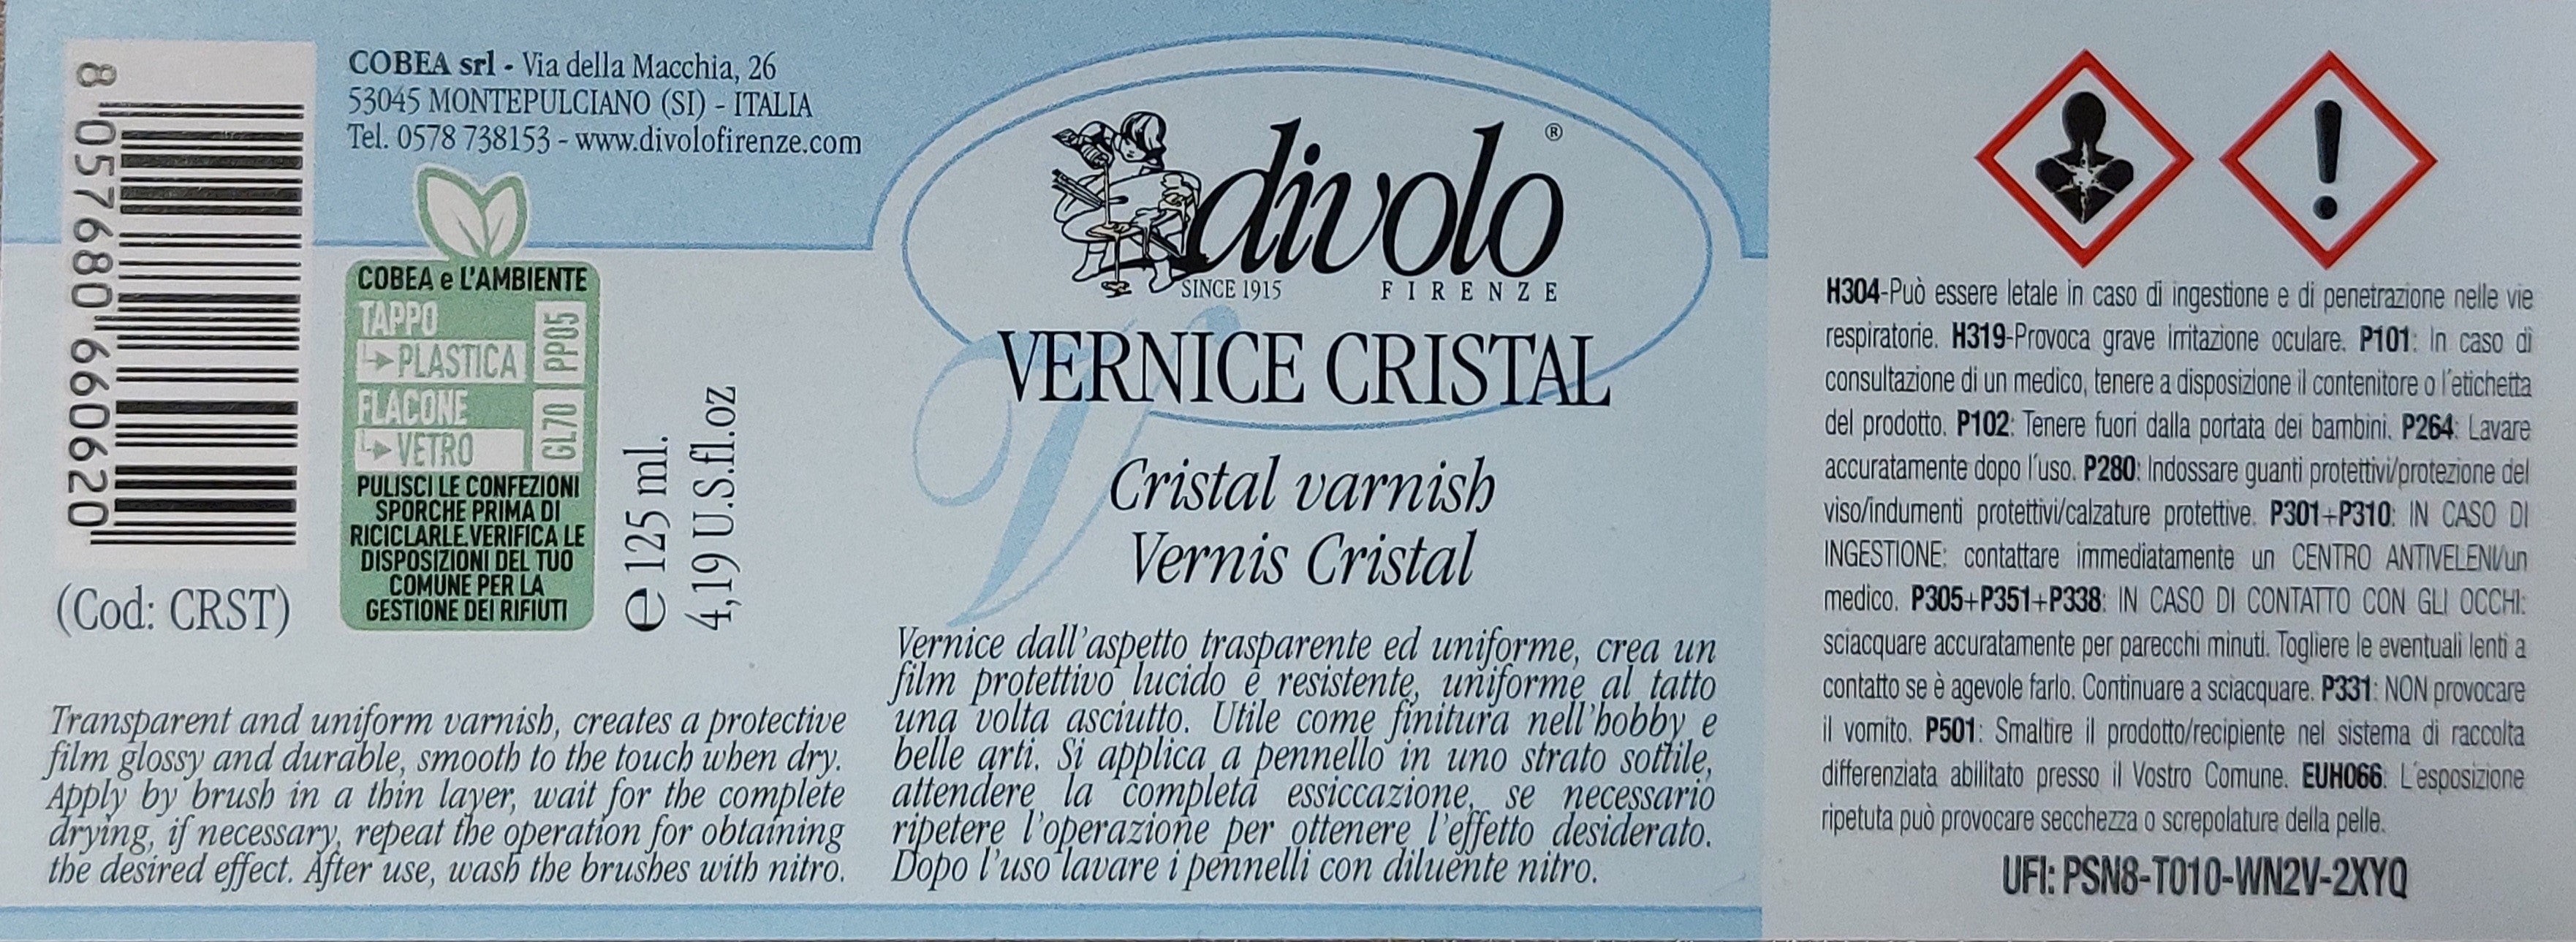 8 057680 660620
(Cod: CRST)
COBEA srl - Via della Macchia, 26
53045 MONTEPULCIANO (SI) - ITALIA
Tel. 0578 738153 - www.divolofirenze.com
COBEA e L'AMBIENTE
TAPPO
PLASTICA
PP05
FLACONE
VETRO
GL70
PULISCI LE CONFEZIONI
SPORCHE PRIMA DI
RICICLARLE.VERIFICA LE
DISPOSIZIONI DEL TUO
COMUNE PER LA
GESTIONE DEI RIFIUTI
e 125 ml.
4,19 U.S.fl.oz
Transparent and uniform varnish, creates a protective
film glossy and durable, smooth to the touch when dry.
Apply by brush in a thin layer, wait for the complete
drying, if necessary, repeat the operation for obtaining
the desired effect. After use, wash the brushes with nitro.
divolo ®
SINCE 1915 FIRENZE
V
VERNICE CRISTAL
Cristal varnish
Vernis Cristal
Vernice dall'aspetto trasparente ed uniforme, crea un
film protettivo lucido e resistente, uniforme al tatto
una volta asciutto. Utile come finitura nell'hobby e
belle arti. Si applica a pennello in uno strato sottile,
attendere la completa essiccazione, se necessario
ripetere l'operazione per ottenere l'effetto desiderato.
Dopo l'uso lavare i pennelli con diluente nitro.
H304-Può essere letale in caso di ingestione e di penetrazione nelle vie
respiratorie. H319-Provoca grave irritazione oculare. P101: In caso di
consultazione di un medico, tenere a disposizione il contenitore o l'etichetta
del prodotto. P102: Tenere fuori dalla portata dei bambini. P264: Lavare
accuratamente dopo l'uso. P280: Indossare guanti protettivi/protezione del
viso/indumenti protettivi/calzature protettive. P301+P310: IN CASO DI
INGESTIONE: contattare immediatamente un CENTRO ANTIVELENI/un
medico. P305+P351+P338: IN CASO DI CONTATTO CON GLI OCCHI:
sciacquare accuratamente per parecchi minuti. Togliere le eventuali lenti a
contatto se è agevole farlo. Continuare a sciacquare. P331: NON provocare
il vomito. P501: Smaltire il prodotto/recipiente nel sistema di raccolta
differenziata abilitato presso il Vostro Comune. EUH066: L'esposizione
ripetuta può provocare secchezza o screpolature della pelle.
UFI: PSN8-T010-WN2V-2XYQ